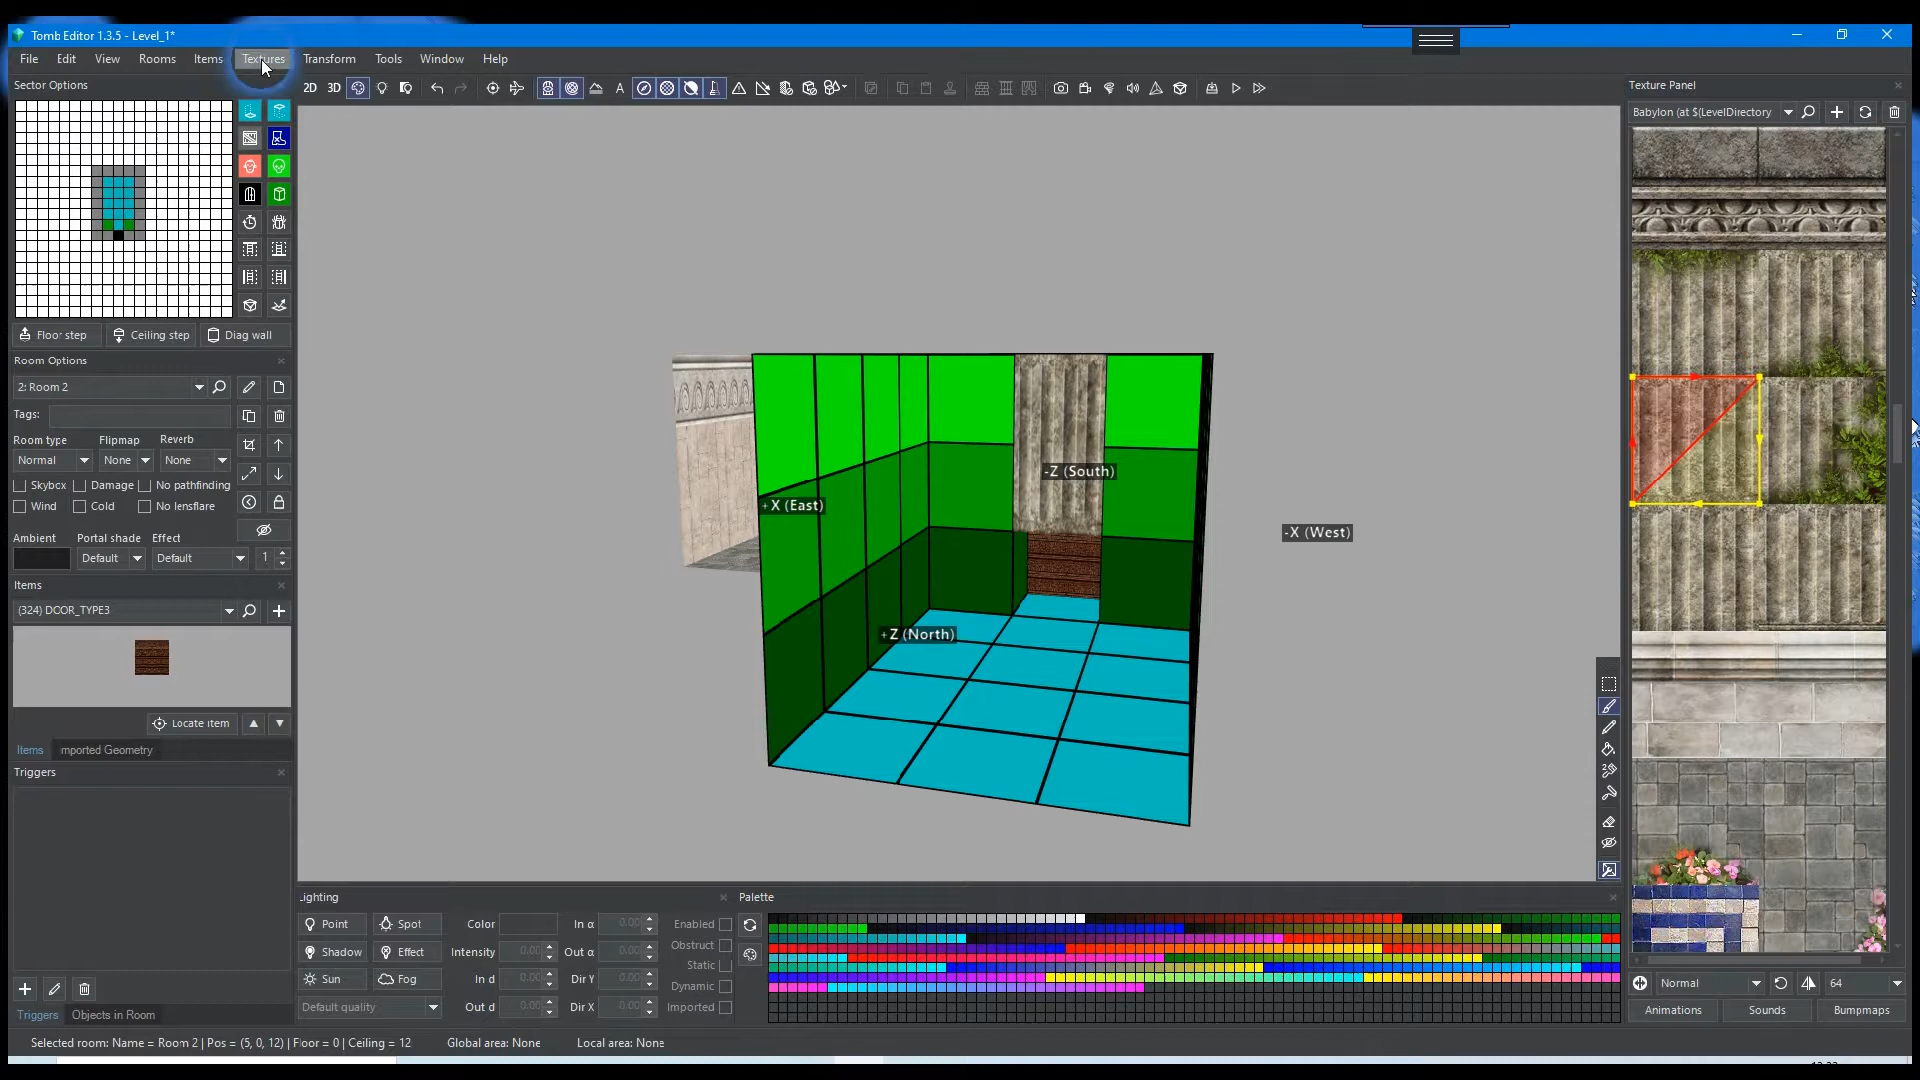 Tomb Editor 1.3.5 - Level_1*
File Edit View Rooms Items Textures Transform Tools Window Help
Sector Options
2D 3D
Texture Panel
Babylon (at $(LevelDirectory
Floor step Ceiling step Diag wall
Room Options
2: Room 2
Tags:
Room type Flipmap Reverb
Normal None None
Skybox Damage No pathfinding
Wind Cold No lensflare
Ambient Portal shade Effect
Default Default 1
Items
(324) DOOR_TYPE3
Locate item
Items Imported Geometry
Triggers
-Z (South)
+X (East)
-X (West)
+Z (North)
Lighting
Palette
Point Spot Color In α 0.00 Enabled
Shadow Effect Intensity 0.00 Out α 0.00 Obstruct
Static
Sun Fog In d 0.00 Dir Y 0.00 Dynamic
Default quality Out d 0.00 Dir X 0.00 Imported
Normal 64
Animations Sounds Bumpmaps
Triggers Objects in Room
Selected room: Name = Room 2 | Pos = (5, 0, 12) | Floor = 0 | Ceiling = 12 Global area: None Local area: None